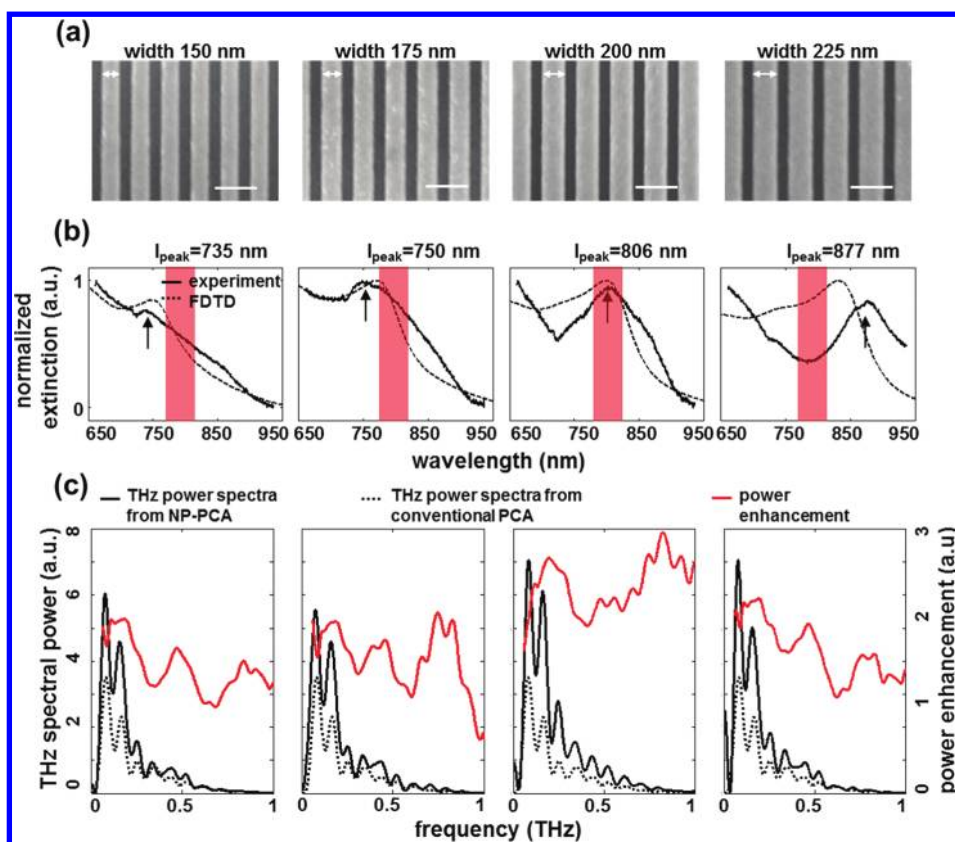 (a)
width 150 nm width 175 nm width 200 nm width 225 nm
(b)
I_peak=735 nm I_peak=750 nm I_peak=806 nm I_peak=877 nm
normalized
extinction (a.u.)
1
0
experiment
FDTD
650 750 850 950 650 750 850 950 650 750 850 950 650 750 850 950
wavelength (nm)
(c)
THz power spectra
from NP-PCA
THz power spectra from
conventional PCA
power
enhancement
THz spectral power (a.u.)
8
6
4
2
0
3
2
1
0
power enhancement (a.u)
0 0.5 1 0 0.5 1 0 0.5 1 0 0.5 1
frequency (THz)